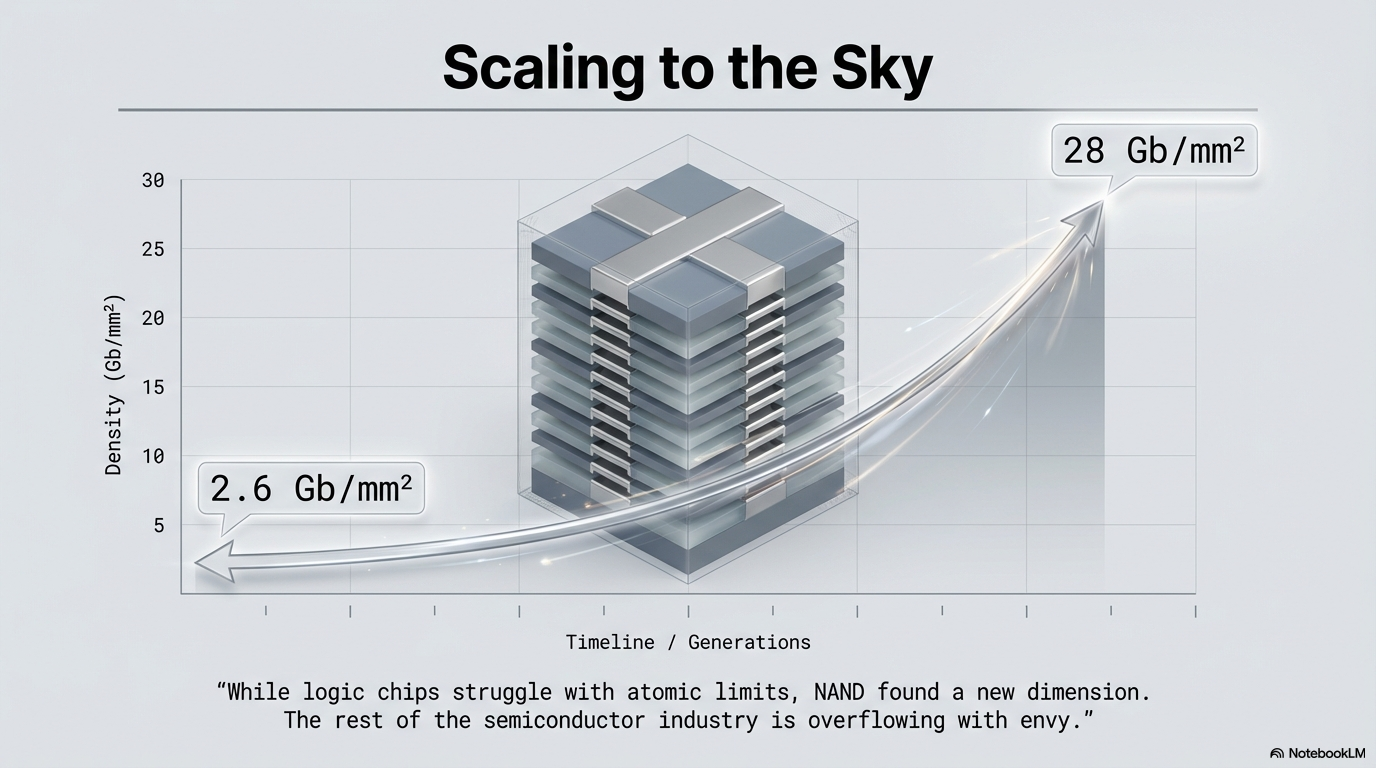 Scaling to the Sky
28 Gb/mm²
30
25
20
15
10
5
Density (Gb/mm²)
2.6 Gb/mm²
Timeline / Generations
“While logic chips struggle with atomic limits, NAND found a new dimension.
The rest of the semiconductor industry is overflowing with envy.”
NotebookLM